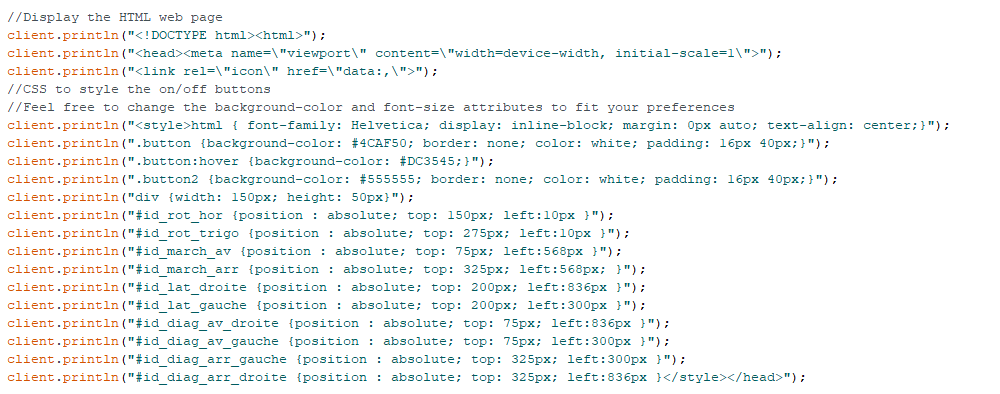 //Display the HTML web page
client.println("<!DOCTYPE html><html>");
client.println("<head><meta name=\"viewport\" content=\"width=device-width, initial-scale=1\">");
client.println("<link rel=\"icon\" href=\"data:,\">");
//CSS to style the on/off buttons
//Feel free to change the background-color and font-size attributes to fit your preferences
client.println("<style>html { font-family: Helvetica; display: inline-block; margin: 0px auto; text-align: center;}");
client.println(".button {background-color: #4CAF50; border: none; color: white; padding: 16px 40px;}");
client.println(".button:hover {background-color: #DC3545;}");
client.println(".button2 {background-color: #555555; border: none; color: white; padding: 16px 40px;}");
client.println("div {width: 150px; height: 50px}");
client.println("#id_rot_hor {position : absolute; top: 150px; left:10px }");
client.println("#id_rot_trigo {position : absolute; top: 275px; left:10px }");
client.println("#id_march_av {position : absolute; top: 75px; left:568px }");
client.println("#id_march_arr {position : absolute; top: 325px; left:568px; }");
client.println("#id_lat_droite {position : absolute; top: 200px; left:836px }");
client.println("#id_lat_gauche {position : absolute; top: 200px; left:300px }");
client.println("#id_diag_av_droite {position : absolute; top: 75px; left:836px }");
client.println("#id_diag_av_gauche {position : absolute; top: 75px; left:300px }");
client.println("#id_diag_arr_gauche {position : absolute; top: 325px; left:300px }");
client.println("#id_diag_arr_droite {position : absolute; top: 325px; left:836px }</style></head>");